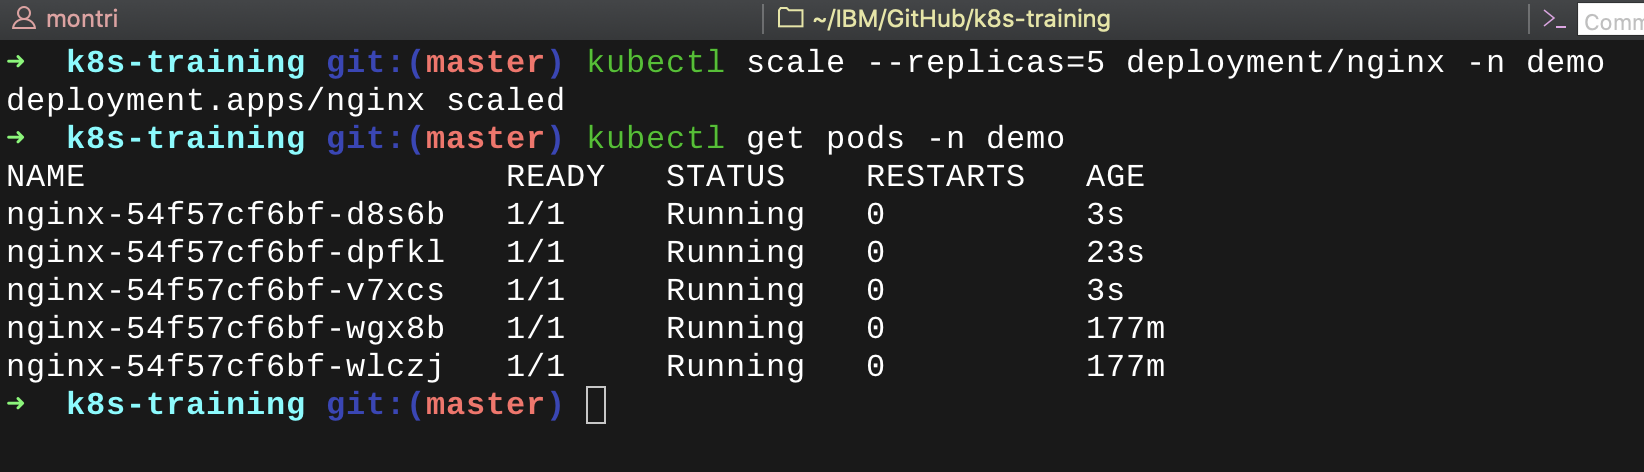 montri
~/IBM/GitHub/k8s-training
>_
➜ k8s-training git:(master) kubectl scale --replicas=5 deployment/nginx -n demo
deployment.apps/nginx scaled
➜ k8s-training git:(master) kubectl get pods -n demo
NAME READY STATUS RESTARTS AGE
nginx-54f57cf6bf-d8s6b 1/1 Running 0 3s
nginx-54f57cf6bf-dpfkl 1/1 Running 0 23s
nginx-54f57cf6bf-v7xcs 1/1 Running 0 3s
nginx-54f57cf6bf-wgx8b 1/1 Running 0 177m
nginx-54f57cf6bf-wlczj 1/1 Running 0 177m
➜ k8s-training git:(master)